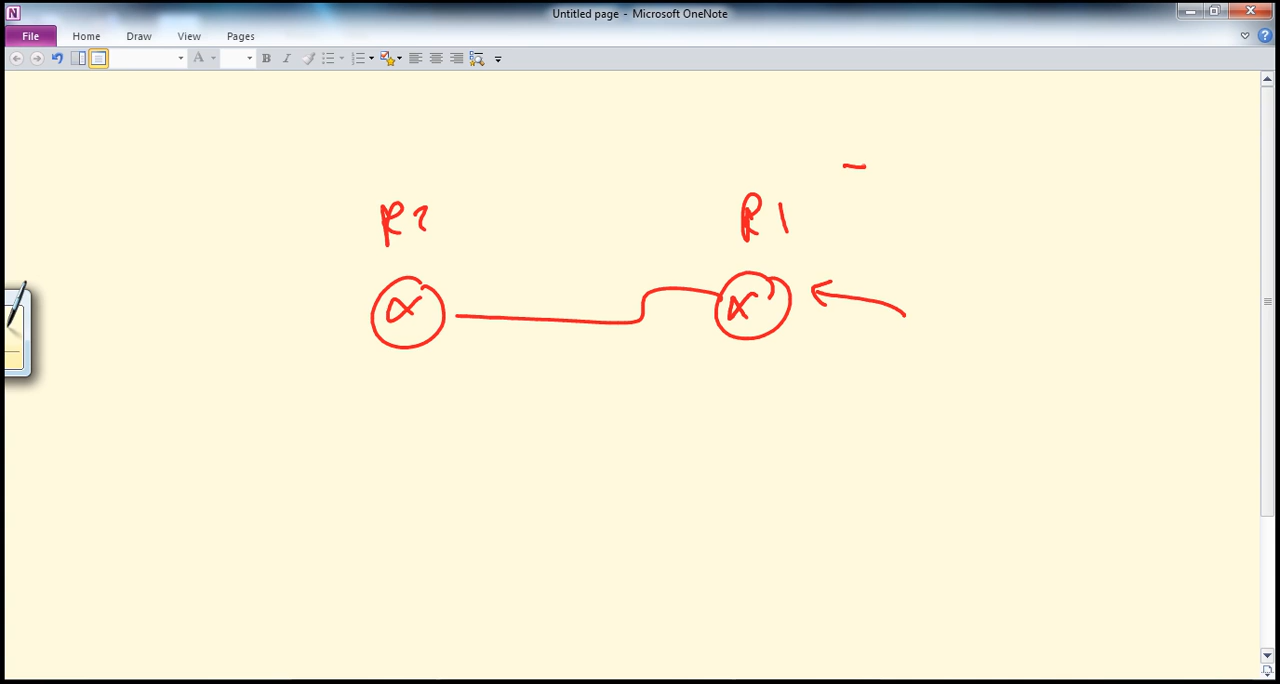 Untitled page - Microsoft OneNote
File Home Draw View Pages
A B I
R2 R1